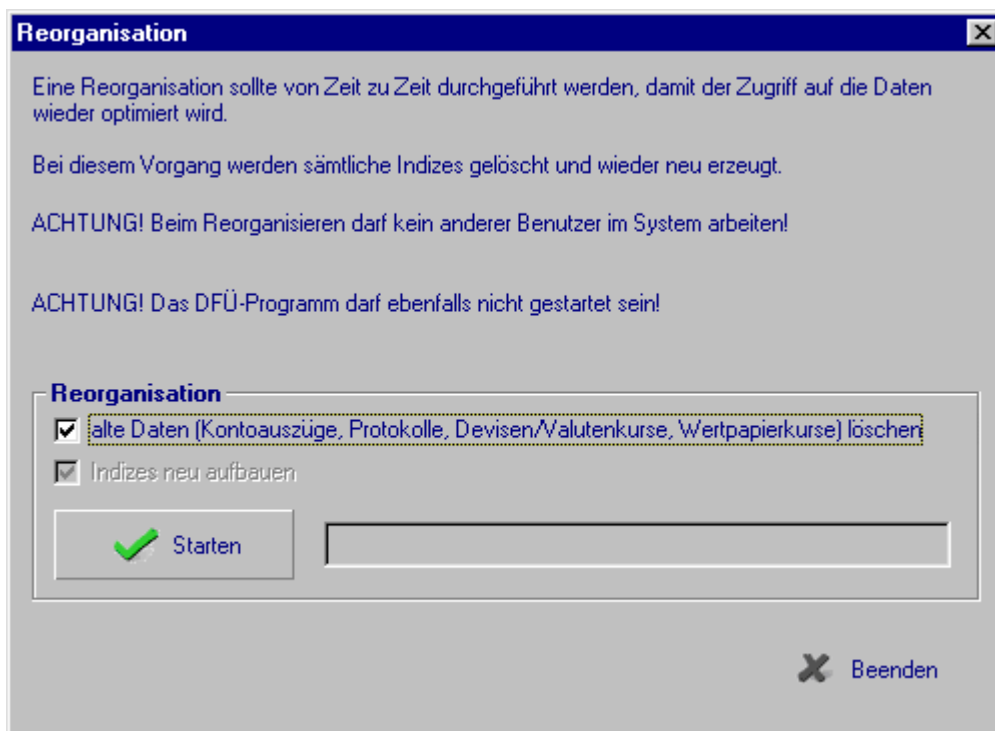 Reorganisation
Eine Reorganisation sollte von Zeit zu Zeit durchgeführt werden, damit der Zugriff auf die Daten
wieder optimiert wird.
Bei diesem Vorgang werden sämtliche Indizes gelöscht und wieder neu erzeugt.
ACHTUNG! Beim Reorganisieren darf kein anderer Benutzer im System arbeiten!
ACHTUNG! Das DFÜ-Programm darf ebenfalls nicht gestartet sein!
Reorganisation
alte Daten (Kontoauszüge, Protokolle, Devisen/Valutenkurse, Wertpapierkurse) löschen
Indizes neu aufbauen
Starten
Beenden